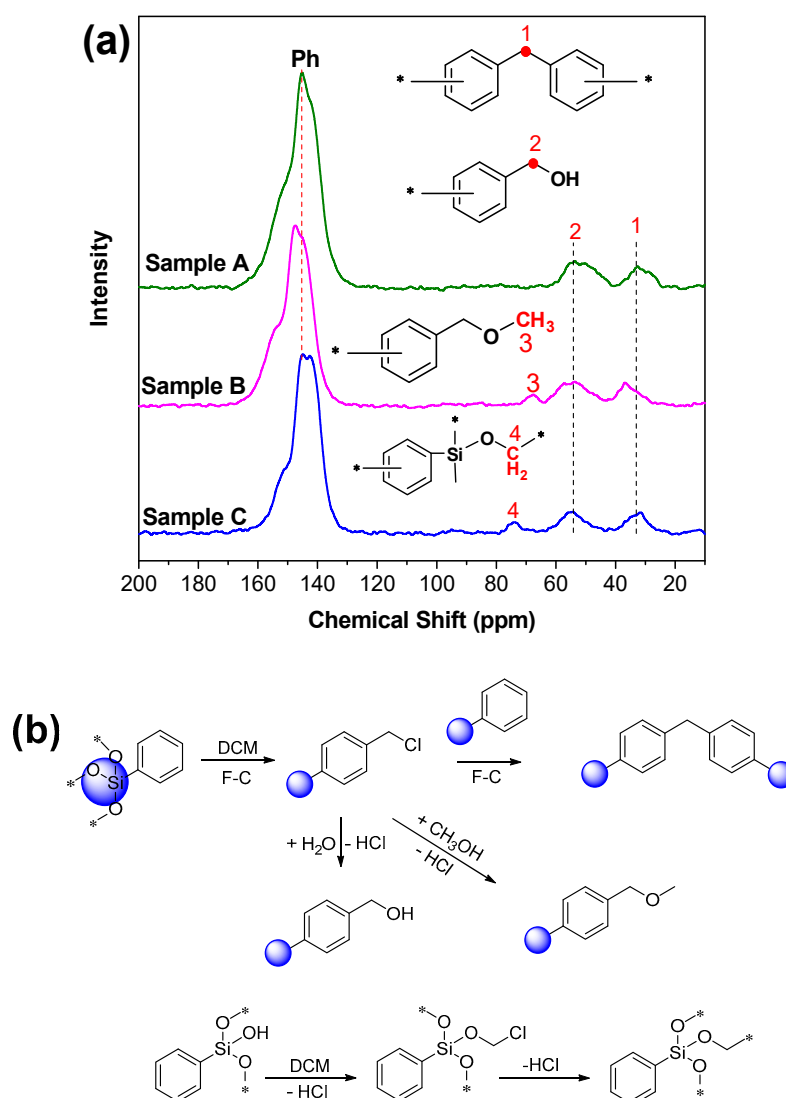 (a)
Ph
1
*
*
2
OH
*
2
1
Sample A
O
CH3
3
*
3
Sample B
*
4
*
Si
O
C
H2
*
4
Sample C
Intensity
200 180 160 140 120 100 80 60 40 20
Chemical Shift (ppm)
(b)
* O
* O Si
O
*
DCM
F-C
Cl
F-C
+ H2O - HCl
+ CH3OH
- HCl
OH
O
O *
OH
Si
O
*
DCM
- HCl
*
O
O Cl
Si
O
*
-HCl
O *
O *
Si
O
*